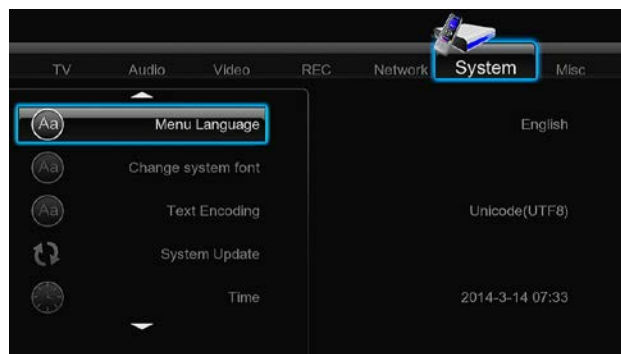 TV Audio Video REC Network System Misc
Aa Menu Language English
Aa Change system font
Aa Text Encoding Unicode(UTF8)
System Update
Time 2014-3-14 07:33